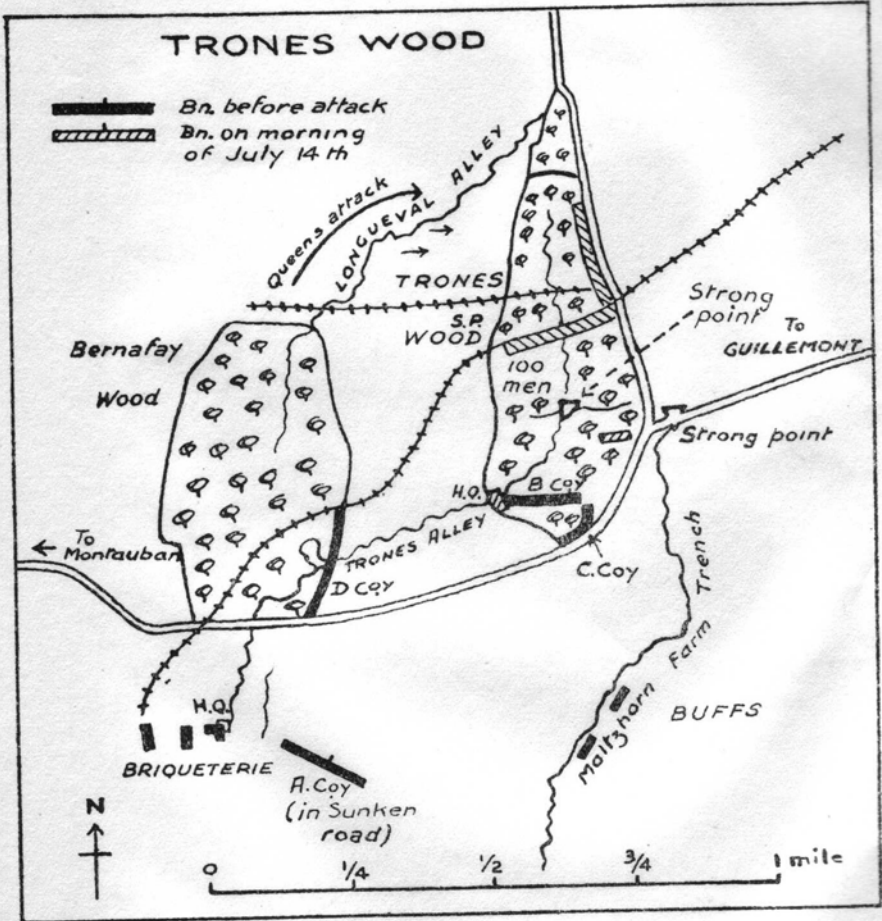 TRONES WOOD
Bn. before attack
Bn. on morning
of July 14th
Queens attack
LONGUEVAL ALLEY
TRONES
S.P.
WOOD
Strong
point
To
GUILLEMONT
Bernafay
Wood
100
men
Strong point
H.Q.
B Coy
To
Montauban
TRONES ALLEY
D Coy
C. Coy
Maltzhorn Farm Trench
H.Q.
BUFFS
BRIQUETERIE
A. Coy
(in Sunken
road)
N
0 1/4 1/2 3/4 1 mile